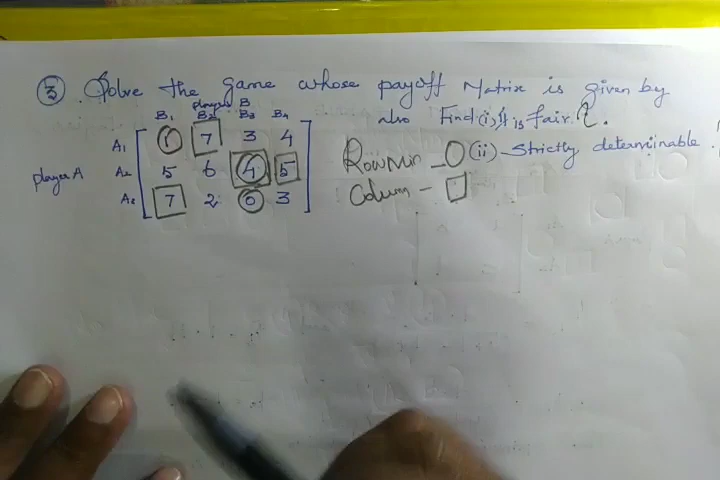 ③ Solve the game whose payoff Matrix is given by
also Find (i) If is fair &.
player B
B1 B2 B3 B4
A1 1 7 3 4
player A A2 5 6 4 5
A3 7 2 0 3
Row Min - ○ (ii) Strictly determinable
Column - □